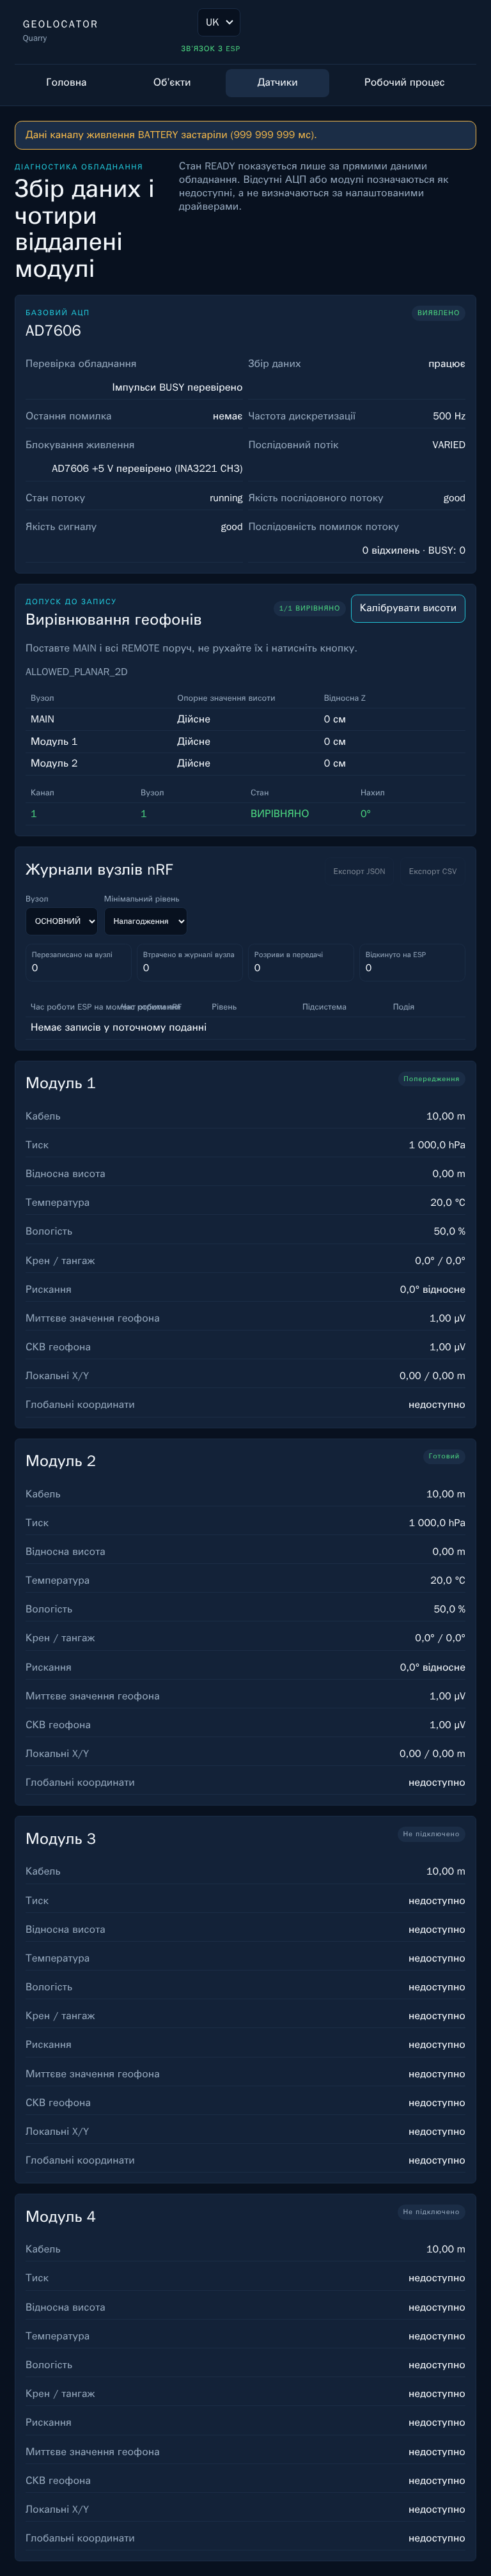 GEOLOCATOR
Quarry
UK
ЗВ'ЯЗОК З ESP
Головна
Об'єкти
Датчики
Робочий процес
Дані каналу живлення BATTERY застаріли (999 999 999 мс).
ДІАГНОСТИКА ОБЛАДНАННЯ
Збір даних і
чотири
віддалені
модулі
Стан READY показується лише за прямими даними
обладнання. Відсутні АЦП або модулі позначаються як
недоступні, а не визначаються за налаштованими
драйверами.
БАЗОВИЙ АЦП
AD7606
ВИЯВЛЕНО
Перевірка обладнання
Імпульси BUSY перевірено
Збір даних працює
Остання помилка немає
Частота дискретизації 500 Hz
Блокування живлення
AD7606 +5 V перевірено (INA3221 CH3)
Послідовний потік VARIED
Стан потоку running
Якість послідовного потоку good
Якість сигналу good
Послідовність помилок потоку
0 відхилень · BUSY: 0
ДОПУСК ДО ЗАПИСУ
Вирівнювання геофонів
1/1 ВИРІВНЯНО
Калібрувати висоти
Поставте MAIN і всі REMOTE поруч, не рухайте їх і натисніть кнопку.
ALLOWED_PLANAR_2D
Вузол Опорне значення висоти Відносна Z
MAIN Дійсне 0 см
Модуль 1 Дійсне 0 см
Модуль 2 Дійсне 0 см
Канал Вузол Стан Нахил
1 1 ВИРІВНЯНО 0°
Журнали вузлів nRF
Експорт JSON
Експорт CSV
Вузол
ОСНОВНИЙ
Мінімальний рівень
Налагодження
Перезаписано на вузлі
0
Втрачено в журналі вузла
0
Розриви в передачі
0
Відкинуто на ESP
0
Час роботи ESP на момент отримання Час роботи nRF Рівень Підсистема Подія
Немає записів у поточному поданні
Модуль 1
Попередження
Кабель 10,00 m
Тиск 1 000,0 hPa
Відносна висота 0,00 m
Температура 20,0 °C
Вологість 50,0 %
Крен / тангаж 0,0° / 0,0°
Рискання 0,0° відносне
Миттєве значення геофона 1,00 µV
СКВ геофона 1,00 µV
Локальні X/Y 0,00 / 0,00 m
Глобальні координати недоступно
Модуль 2
Готовий
Кабель 10,00 m
Тиск 1 000,0 hPa
Відносна висота 0,00 m
Температура 20,0 °C
Вологість 50,0 %
Крен / тангаж 0,0° / 0,0°
Рискання 0,0° відносне
Миттєве значення геофона 1,00 µV
СКВ геофона 1,00 µV
Локальні X/Y 0,00 / 0,00 m
Глобальні координати недоступно
Модуль 3
Не підключено
Кабель 10,00 m
Тиск недоступно
Відносна висота недоступно
Температура недоступно
Вологість недоступно
Крен / тангаж недоступно
Рискання недоступно
Миттєве значення геофона недоступно
СКВ геофона недоступно
Локальні X/Y недоступно
Глобальні координати недоступно
Модуль 4
Не підключено
Кабель 10,00 m
Тиск недоступно
Відносна висота недоступно
Температура недоступно
Вологість недоступно
Крен / тангаж недоступно
Рискання недоступно
Миттєве значення геофона недоступно
СКВ геофона недоступно
Локальні X/Y недоступно
Глобальні координати недоступно